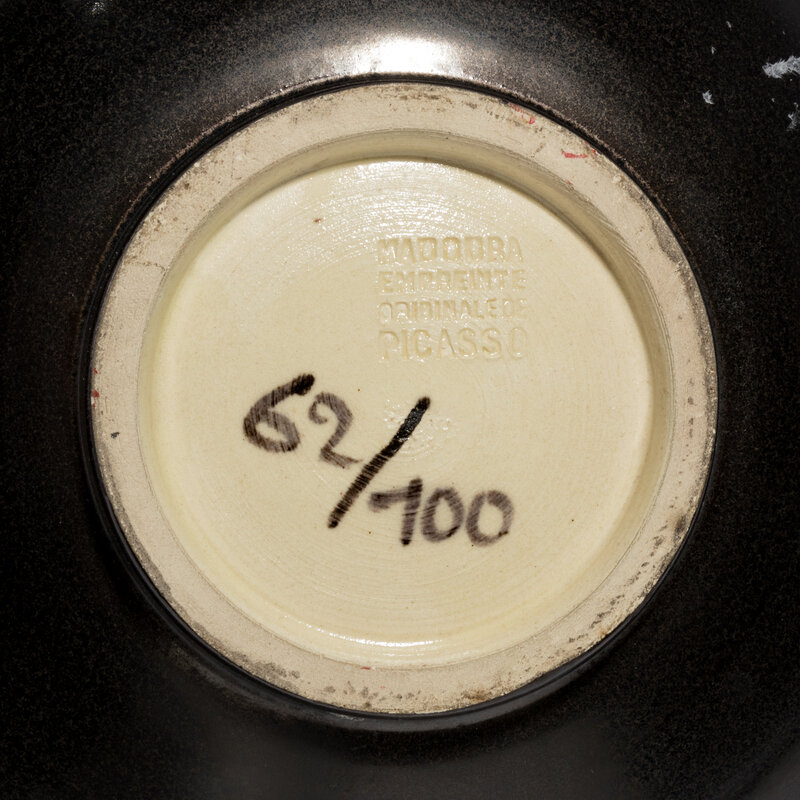 MADOURA
EMPREINTE
ORIGINALE DE
PICASSO
62/100